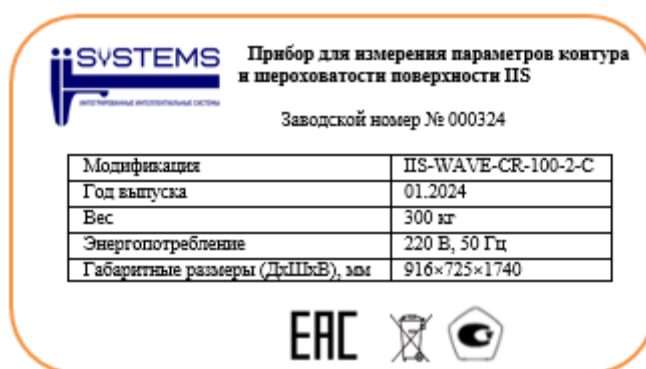 iiSYSTEMS
ИНТЕГРИРОВАННЫЕ ИНТЕЛЛЕКТУАЛЬНЫЕ СИСТЕМЫ
Прибор для измерения параметров контура
и шероховатости поверхности IIS
Заводской номер № 000324
Модификация IIS-WAVE-CR-100-2-C
Год выпуска 01.2024
Вес 300 кг
Энергопотребление 220 В, 50 Гц
Габаритные размеры (ДхШхВ), мм 916×725×1740
EAC